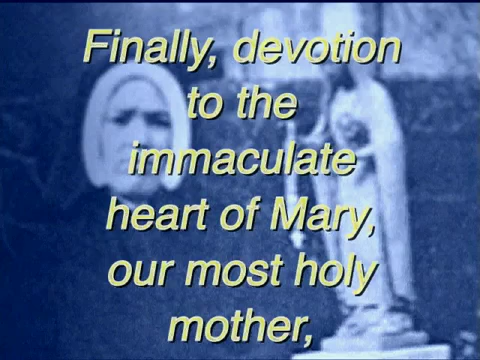 Finally, devotion
to the
immaculate
heart of Mary,
our most holy
mother,